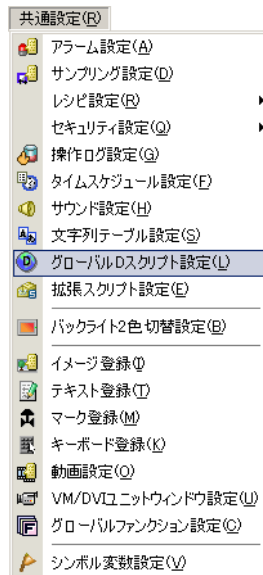 共通設定(R)
アラーム設定(A)
サンプリング設定(D)
レシピ設定(R)
セキュリティ設定(Q)
操作ログ設定(G)
タイムスケジュール設定(F)
サウンド設定(H)
文字列テーブル設定(S)
グローバルDスクリプト設定(L)
拡張スクリプト設定(E)
バックライト2色切替設定(B)
イメージ登録(I)
テキスト登録(T)
マーク登録(M)
キーボード登録(K)
動画設定(O)
VM/DVIユニットウィンドウ設定(U)
グローバルファンクション設定(C)
シンボル変数設定(V)